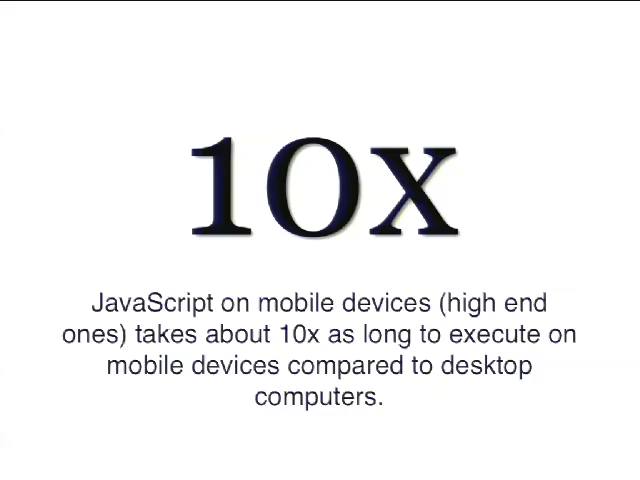 10x
JavaScript on mobile devices (high end
ones) takes about 10x as long to execute on
mobile devices compared to desktop
computers.